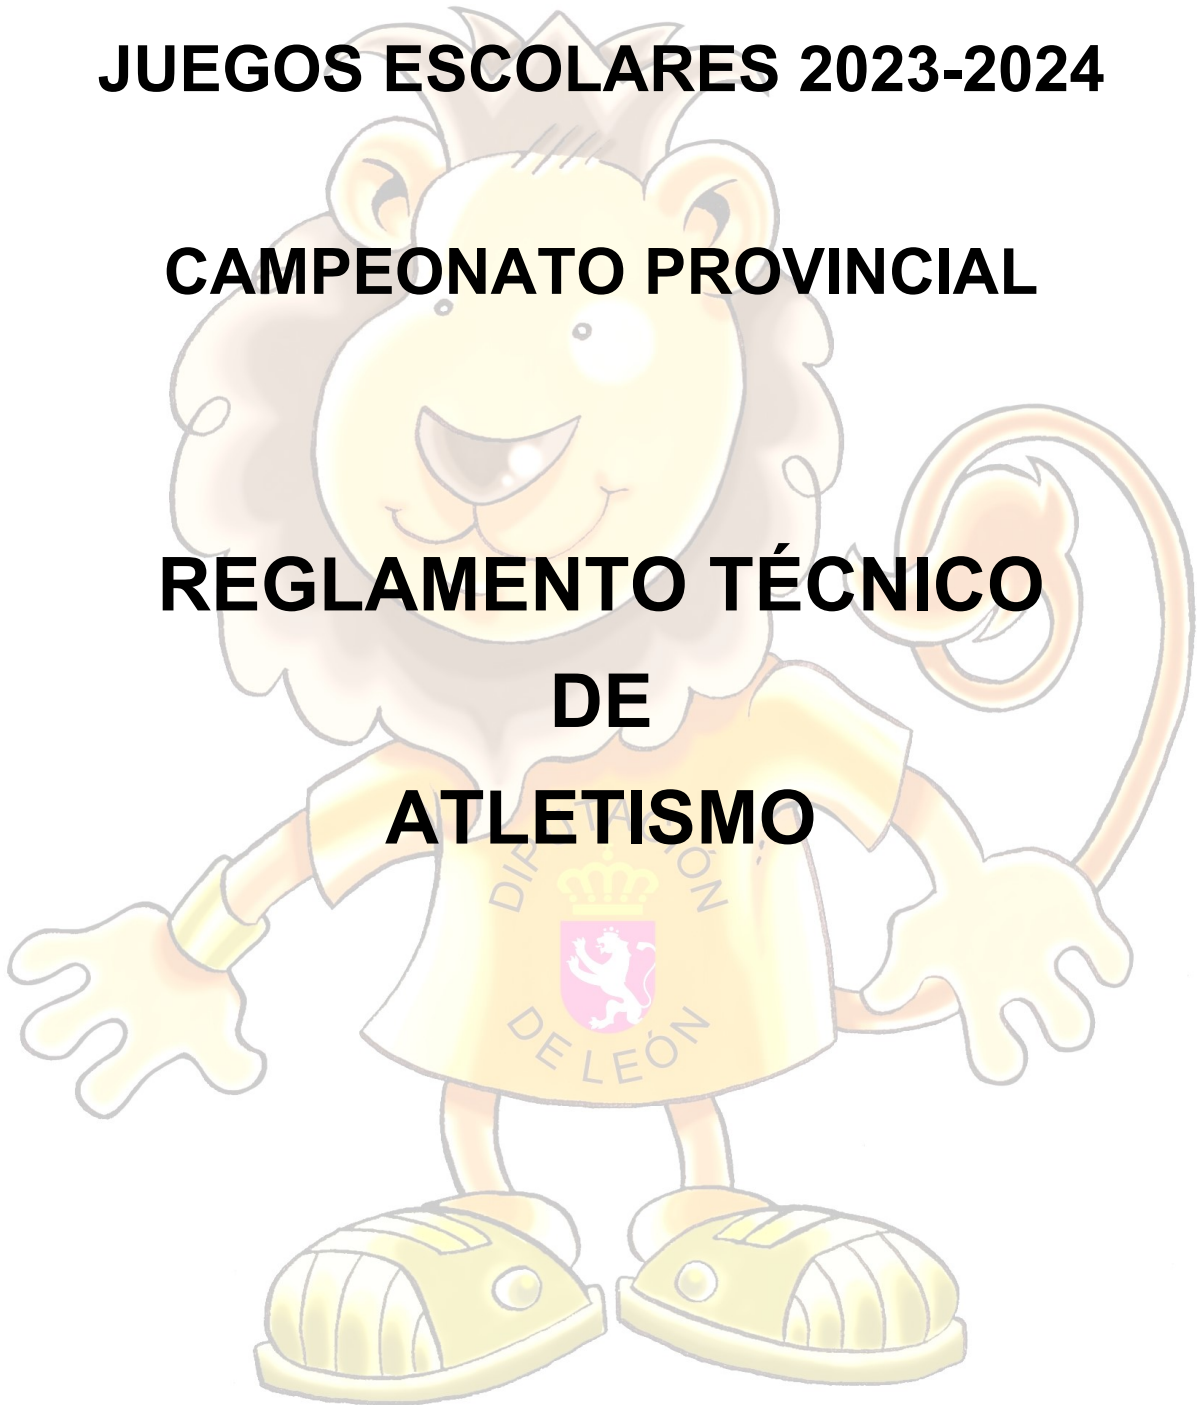 JUEGOS ESCOLARES 2023-2024
CAMPEONATO PROVINCIAL
REGLAMENTO TÉCNICO
DE
ATLETISMO
DIPUTACIÓN
DE LEÓN